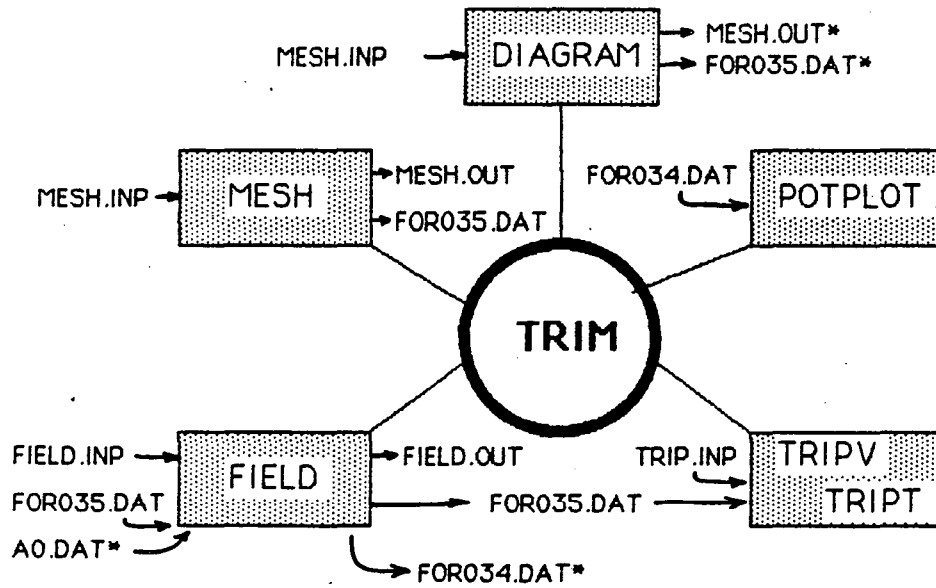 MESH.INP
DIAGRAM
MESH.OUT*
FOR035.DAT*
MESH.INP
MESH
MESH.OUT
FOR035.DAT
FOR034.DAT
POTPLOT
TRIM
FIELD.INP
FOR035.DAT
A0.DAT*
FIELD
FIELD.OUT
FOR035.DAT
FOR034.DAT*
TRIP.INP
TRIPV
TRIPT